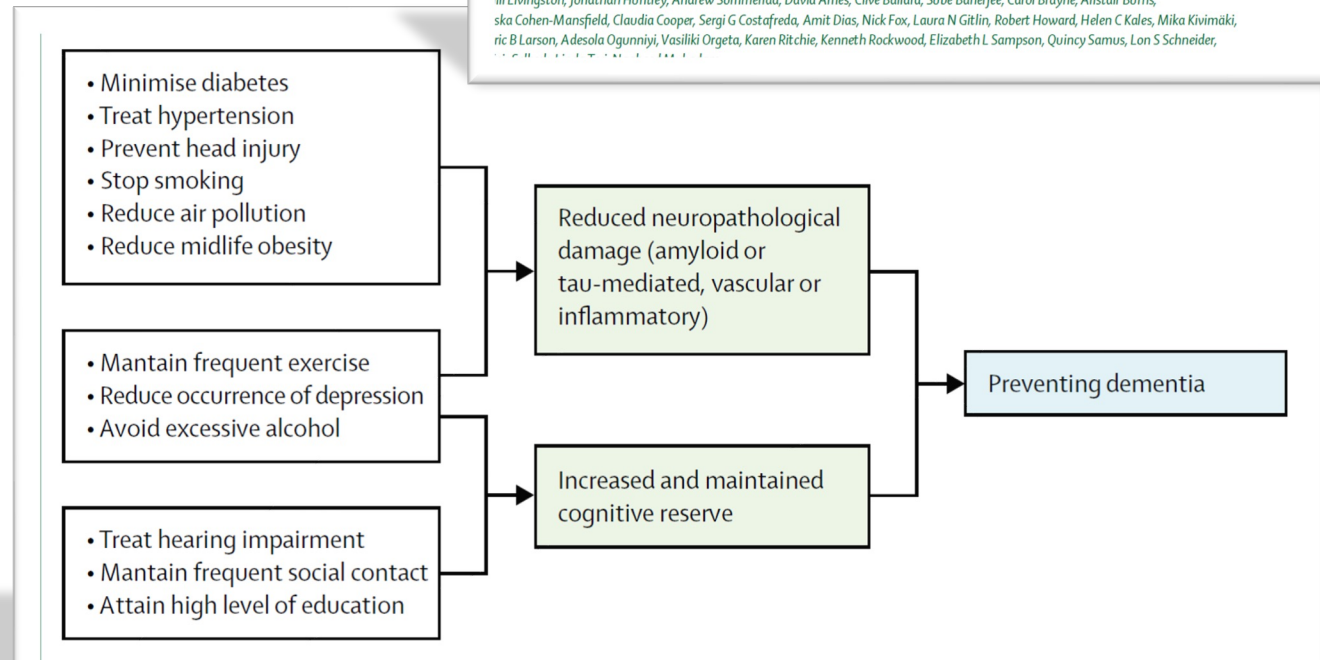 ska Cohen-Mansfield, Claudia Cooper, Sergi G Costafreda, Amit Dias, Nick Fox, Laura N Gitlin, Robert Howard, Helen C Kales, Mika Kivimäki,
ric B Larson, Adesola Ogunniyi, Vasiliki Orgeta, Karen Ritchie, Kenneth Rockwood, Elizabeth L Sampson, Quincy Samus, Lon S Schneider,
• Minimise diabetes
• Treat hypertension
• Prevent head injury
• Stop smoking
• Reduce air pollution
• Reduce midlife obesity
Reduced neuropathological
damage (amyloid or
tau-mediated, vascular or
inflammatory)
• Mantain frequent exercise
• Reduce occurrence of depression
• Avoid excessive alcohol
Preventing dementia
Increased and maintained
cognitive reserve
• Treat hearing impairment
• Mantain frequent social contact
• Attain high level of education